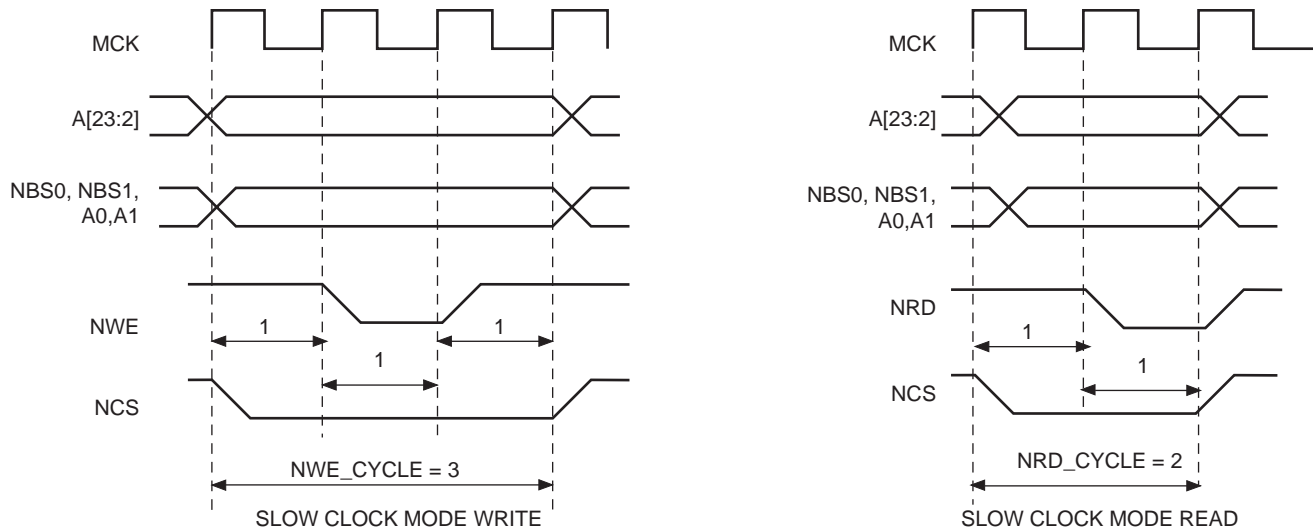 MCK
A[23:2]
NBS0, NBS1,
A0,A1
NWE
1
1
1
NCS
NWE_CYCLE = 3
SLOW CLOCK MODE WRITE
MCK
A[23:2]
NBS0, NBS1,
A0,A1
NRD
1
1
NCS
NRD_CYCLE = 2
SLOW CLOCK MODE READ